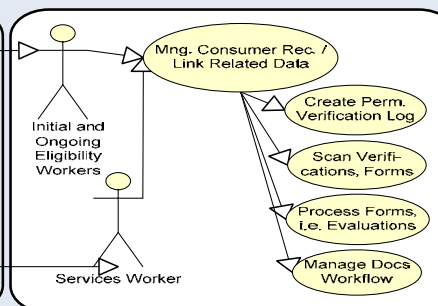 Mng. Consumer Rec. /
Link Related Data
Create Perm.
Verification Log
Initial and
Ongoing
Eligibility
Workers
Scan Verifi-
cations, Forms
Process Forms,
i.e. Evaluations
Manage Docs
Workflow
Services Worker